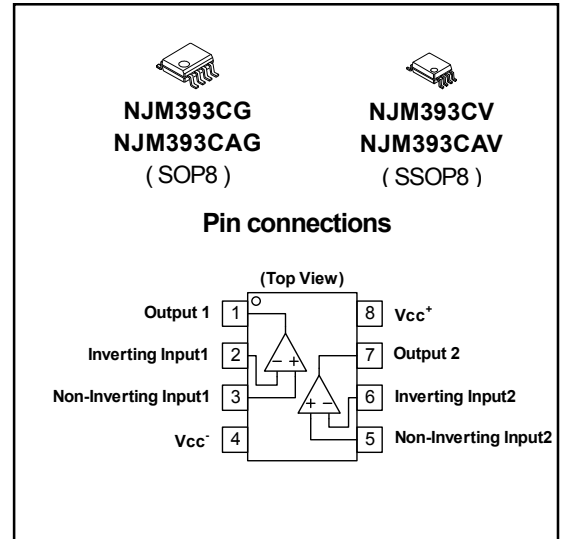 NJM393CG
NJM393CAG
( SOP8 )
NJM393CV
NJM393CAV
( SSOP8 )
Pin connections
(Top View)
Output 1 1
Inverting Input1 2
Non-Inverting Input1 3
Vcc- 4
8 Vcc+
7 Output 2
6 Inverting Input2
5 Non-Inverting Input2
- +
+ -